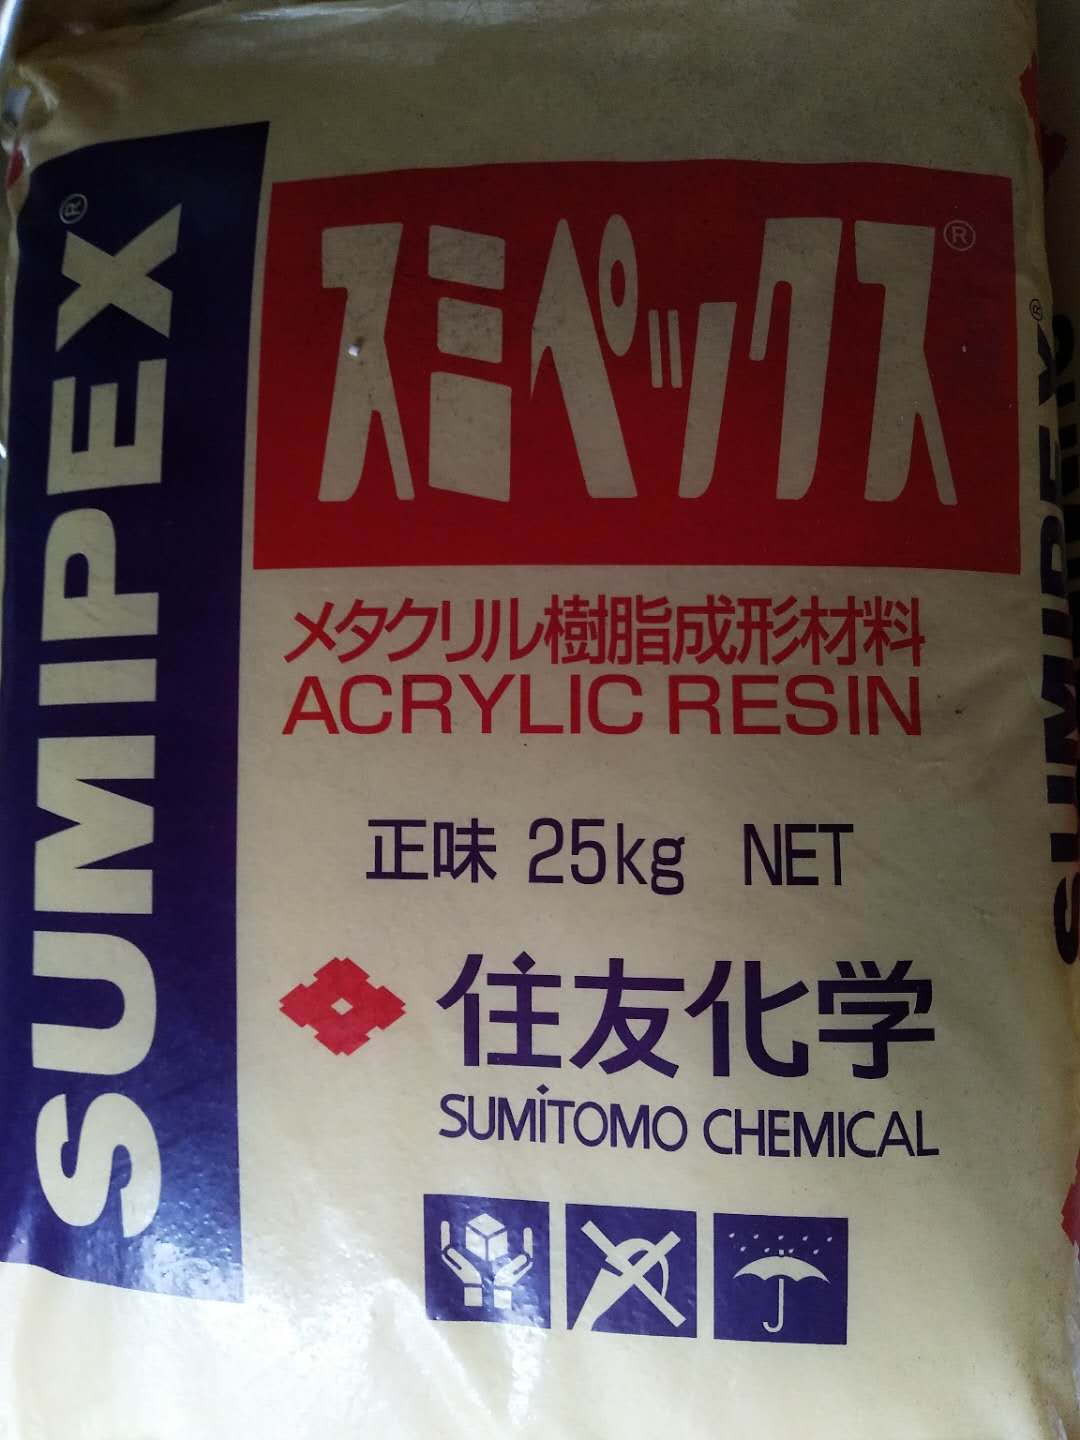 SUMIPEX®
スミペックス®
メタクリル樹脂成形材料
ACRYLIC RESIN
正味 25kg NET
住友化学
SUMITOMO CHEMICAL
SUMIPEX®